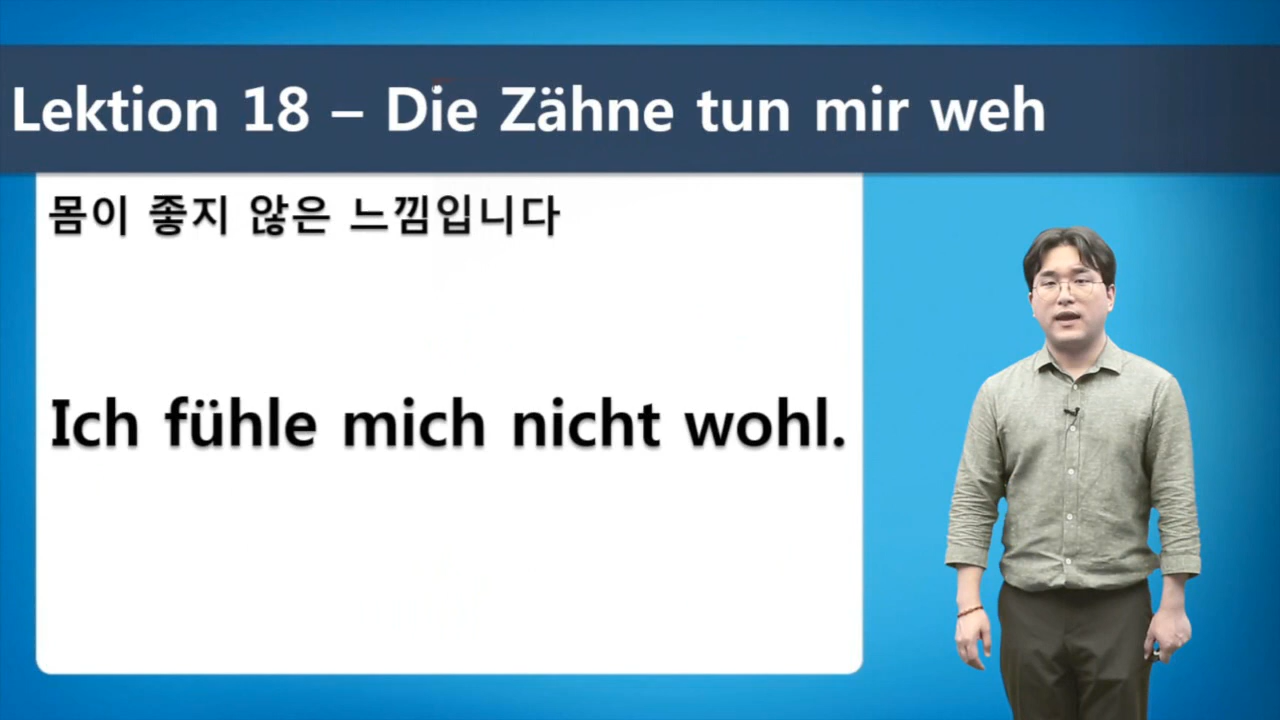 Lektion 18 – Die Zähne tun mir weh
몸이 좋지 않은 느낌입니다
Ich fühle mich nicht wohl.